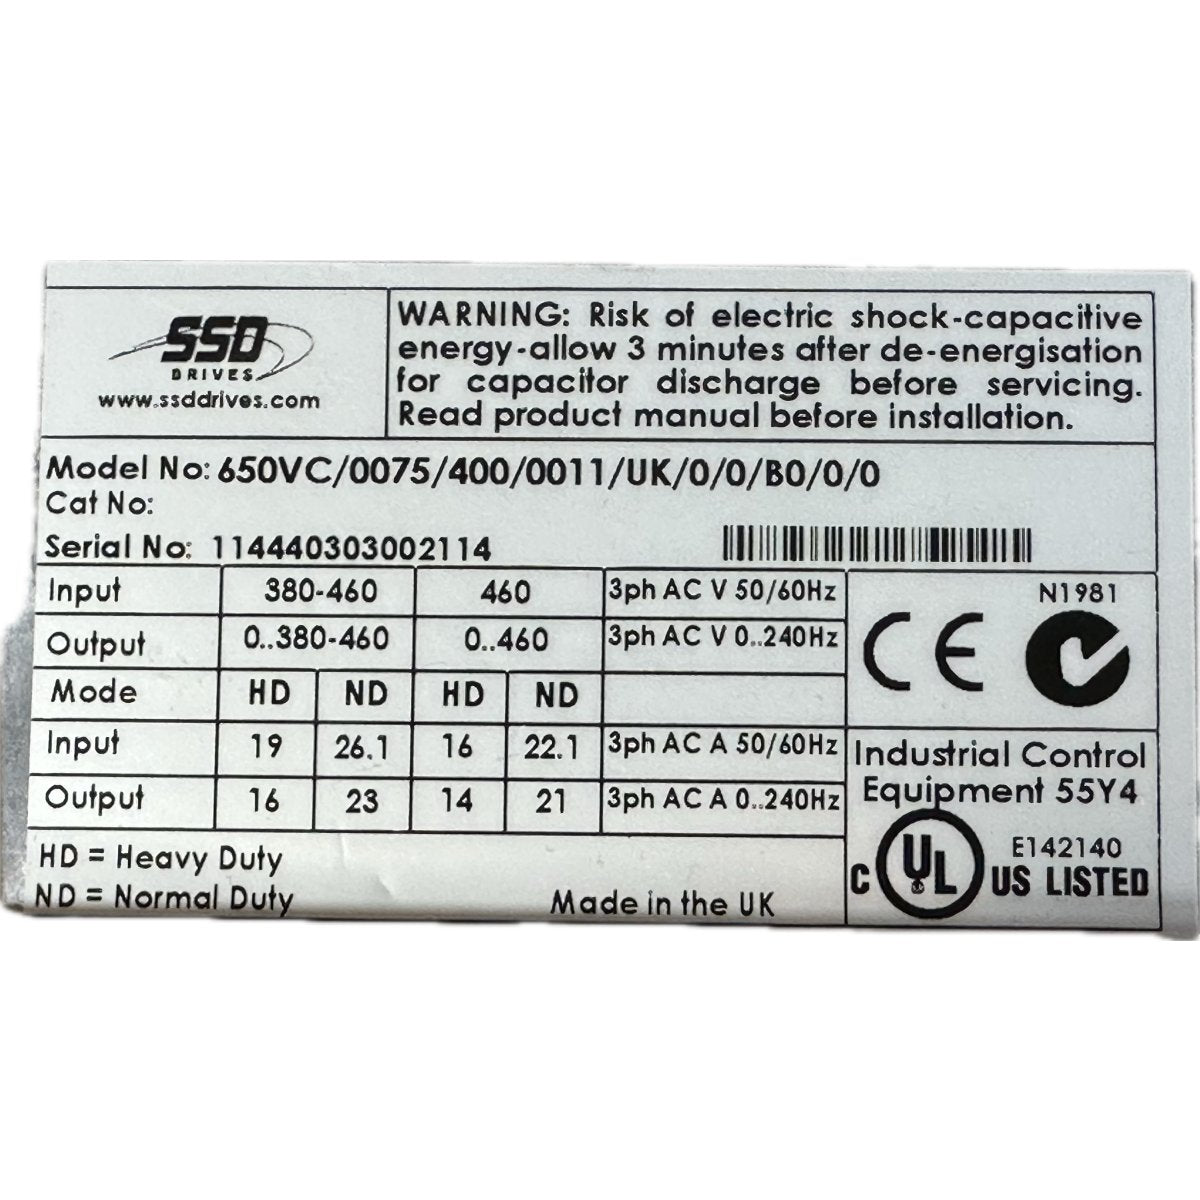 SSD
DRIVES
www.ssddrives.com
WARNING: Risk of electric shock-capacitive
energy-allow 3 minutes after de-energisation
for capacitor discharge before servicing.
Read product manual before installation.
Model No: 650VC/0075/400/0011/UK/0/0/B0/0/0
Cat No:
Serial No: 114440303002114
Input 380-460 460 3ph AC V 50/60Hz
Output 0..380-460 0..460 3ph AC V 0..240Hz
Mode HD ND HD ND
Input 19 26.1 16 22.1 3ph AC A 50/60Hz
Output 16 23 14 21 3ph AC A 0..240Hz
HD = Heavy Duty
ND = Normal Duty
Made in the UK
N1981
CE
Industrial Control
Equipment 55Y4
E142140
C UL US LISTED